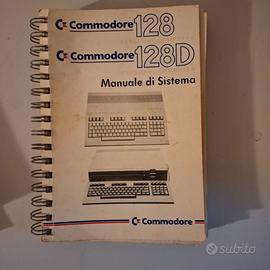 Commodore 128
Commodore 128D
Manuale di Sistema
Commodore
subito